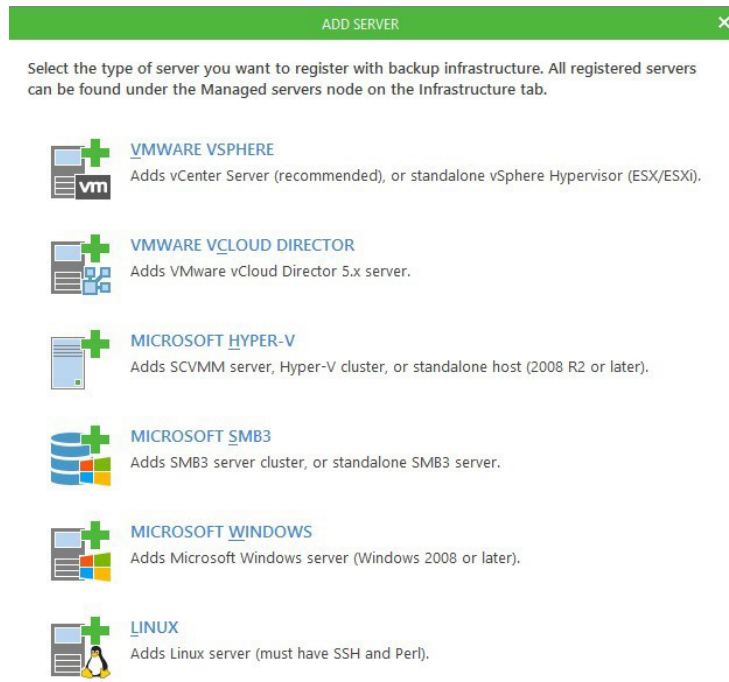 ADD SERVER
Select the type of server you want to register with backup infrastructure. All registered servers
can be found under the Managed servers node on the Infrastructure tab.
VMWARE VSPHERE
Adds vCenter Server (recommended), or standalone vSphere Hypervisor (ESX/ESXi).
vm
VMWARE VCLOUD DIRECTOR
Adds VMware vCloud Director 5.x server.
MICROSOFT HYPER-V
Adds SCVMM server, Hyper-V cluster, or standalone host (2008 R2 or later).
MICROSOFT SMB3
Adds SMB3 server cluster, or standalone SMB3 server.
MICROSOFT WINDOWS
Adds Microsoft Windows server (Windows 2008 or later).
LINUX
Adds Linux server (must have SSH and Perl).